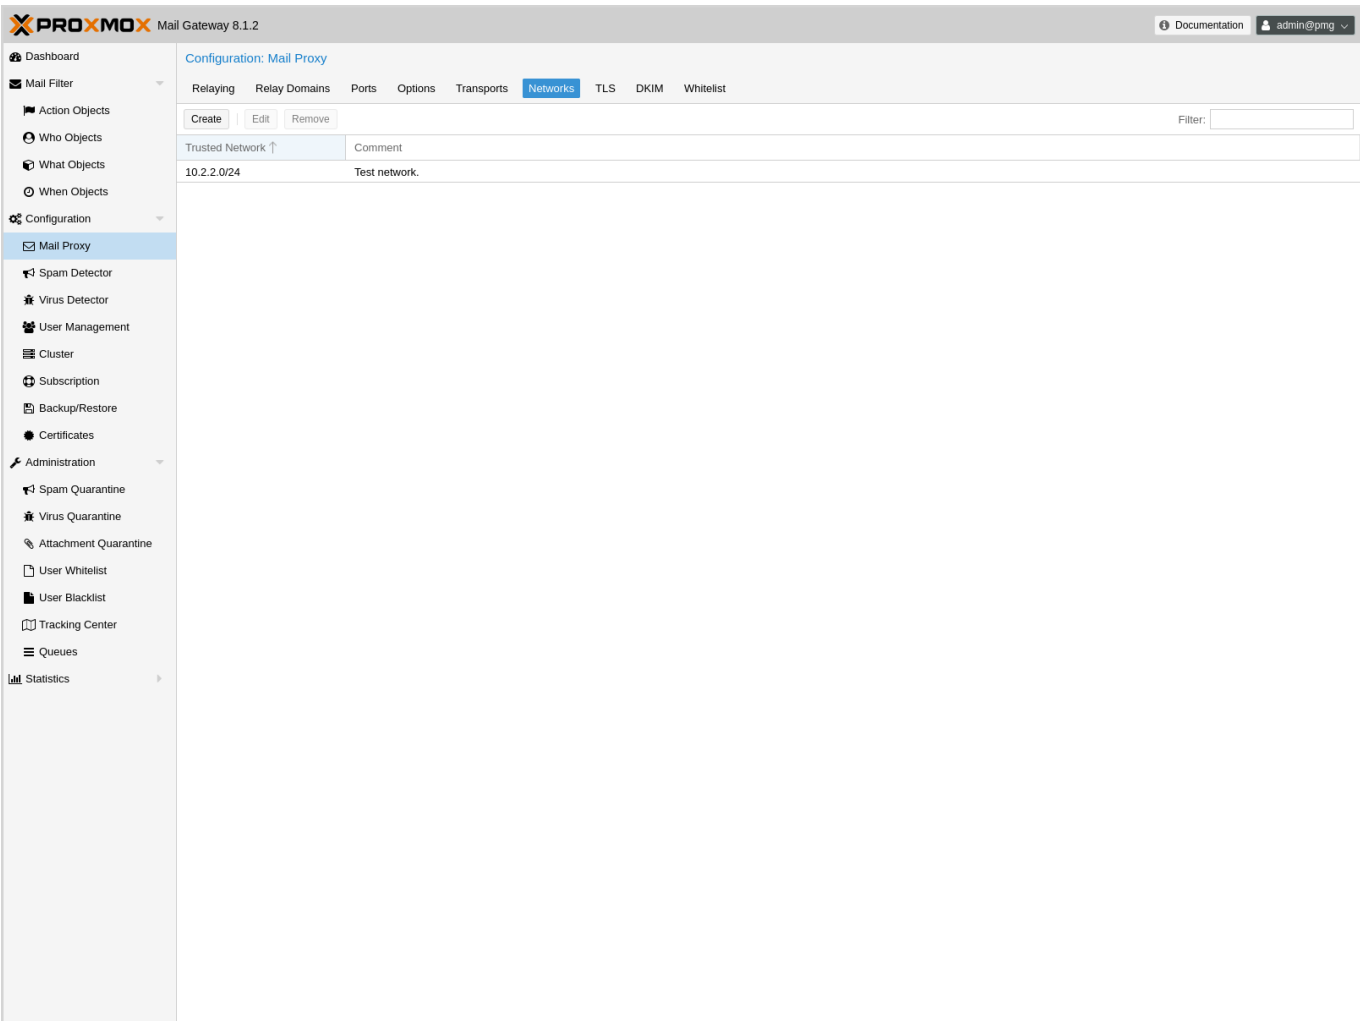 PROXMOX Mail Gateway 8.1.2
Documentation
admin@pmg
Dashboard
Mail Filter
Action Objects
Who Objects
What Objects
When Objects
Configuration
Mail Proxy
Spam Detector
Virus Detector
User Management
Cluster
Subscription
Backup/Restore
Certificates
Administration
Spam Quarantine
Virus Quarantine
Attachment Quarantine
User Whitelist
User Blacklist
Tracking Center
Queues
Statistics
Configuration: Mail Proxy
Relaying Relay Domains Ports Options Transports Networks TLS DKIM Whitelist
Create Edit Remove Filter:
Trusted Network Comment
10.2.2.0/24 Test network.